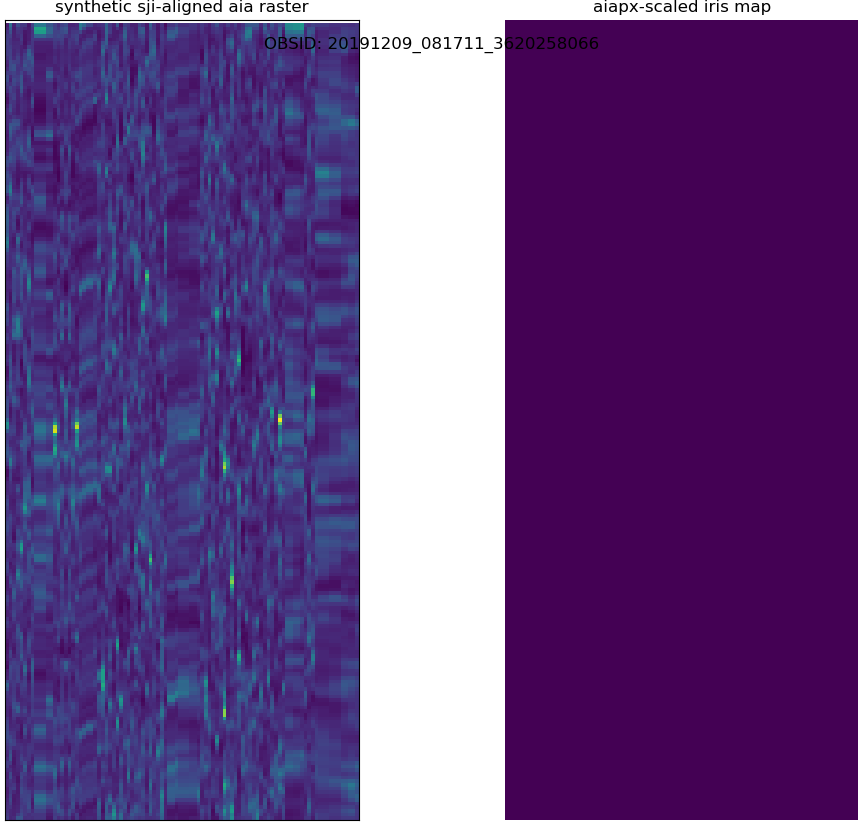 synthetic sji-aligned aia raster
aiapx-scaled iris map
OBSID: 20191209_081711_3620258066